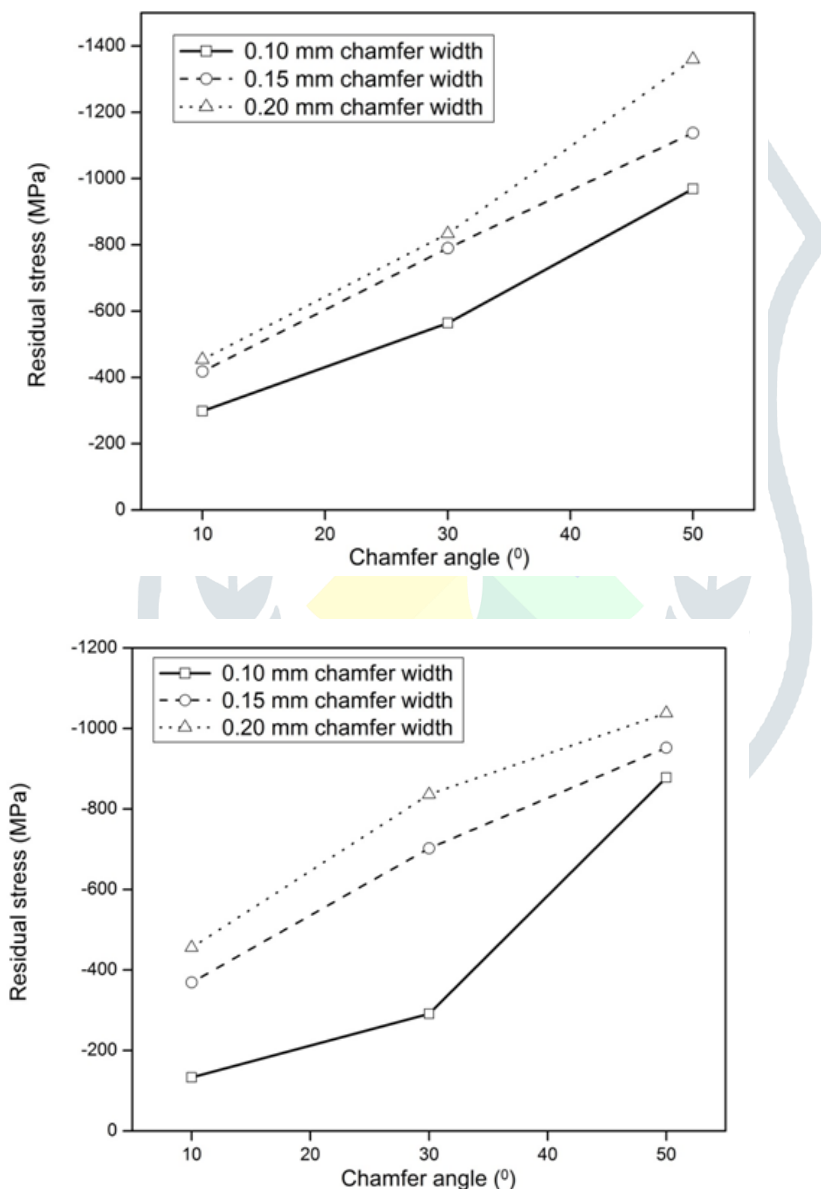 -1400
-1200
-1000
-800
-600
-400
-200
0
0.10 mm chamfer width
0.15 mm chamfer width
0.20 mm chamfer width
Residual stress (MPa)
10 20 30 40 50
Chamfer angle (⁰)
-1200
-1000
-800
-600
-400
-200
0
0.10 mm chamfer width
0.15 mm chamfer width
0.20 mm chamfer width
Residual stress (MPa)
10 20 30 40 50
Chamfer angle (⁰)